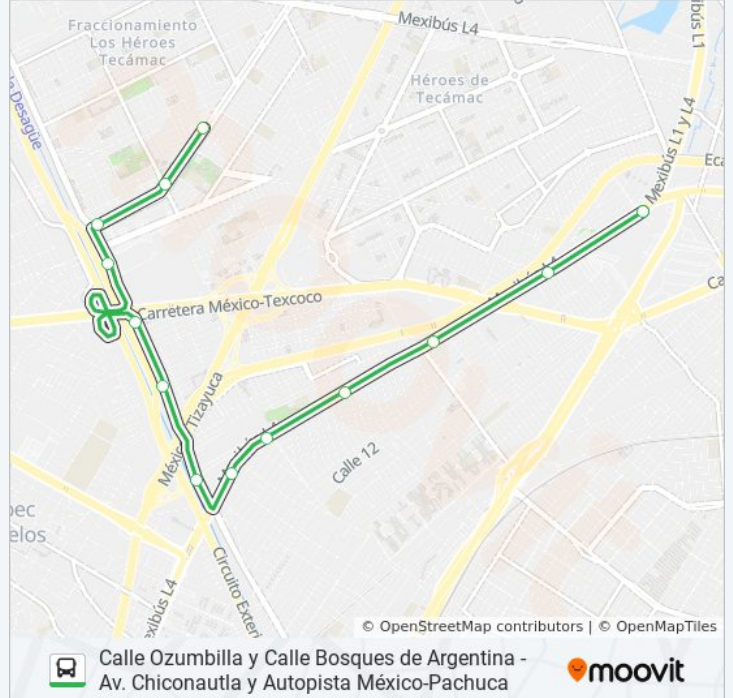 Fraccionamiento
Los Héroes
Tecámac
Mexibús L4
Mexibús L1
Héroes de
Tecámac
Desagüe
Mexibús L1 y L4
Carretera México-Texcoco
Tizayuca
Calle 12
Circuito
Mexibús L4
© OpenStreetMap contributors | © OpenMapTiles
Calle Ozumbilla y Calle Bosques de Argentina -
Av. Chiconautla y Autopista México-Pachuca
moovit